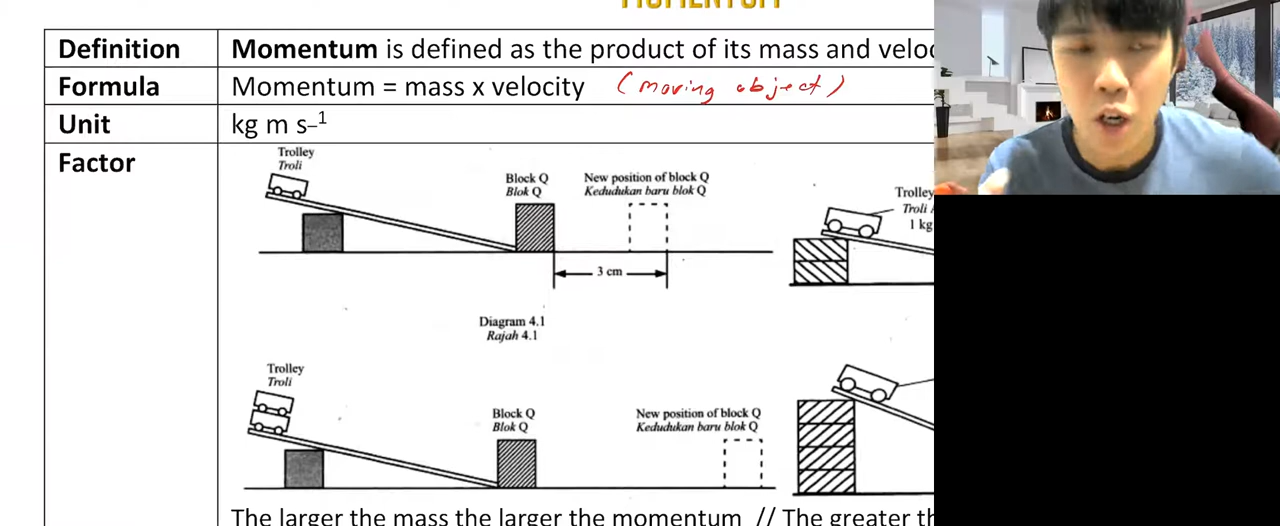 MOMENTUM
Definition
Momentum is defined as the product of its mass and veloc
Formula
Momentum = mass x velocity (moving object)
Unit
kg m s–1
Factor
Trolley
Troli
Block Q
Blok Q
New position of block Q
Kedudukan baru blok Q
3 cm
Diagram 4.1
Rajah 4.1
Trolley
Troli
1 kg
Trolley
Troli
Block Q
Blok Q
New position of block Q
Kedudukan baru blok Q
The larger the mass the larger the momentum // The greater th